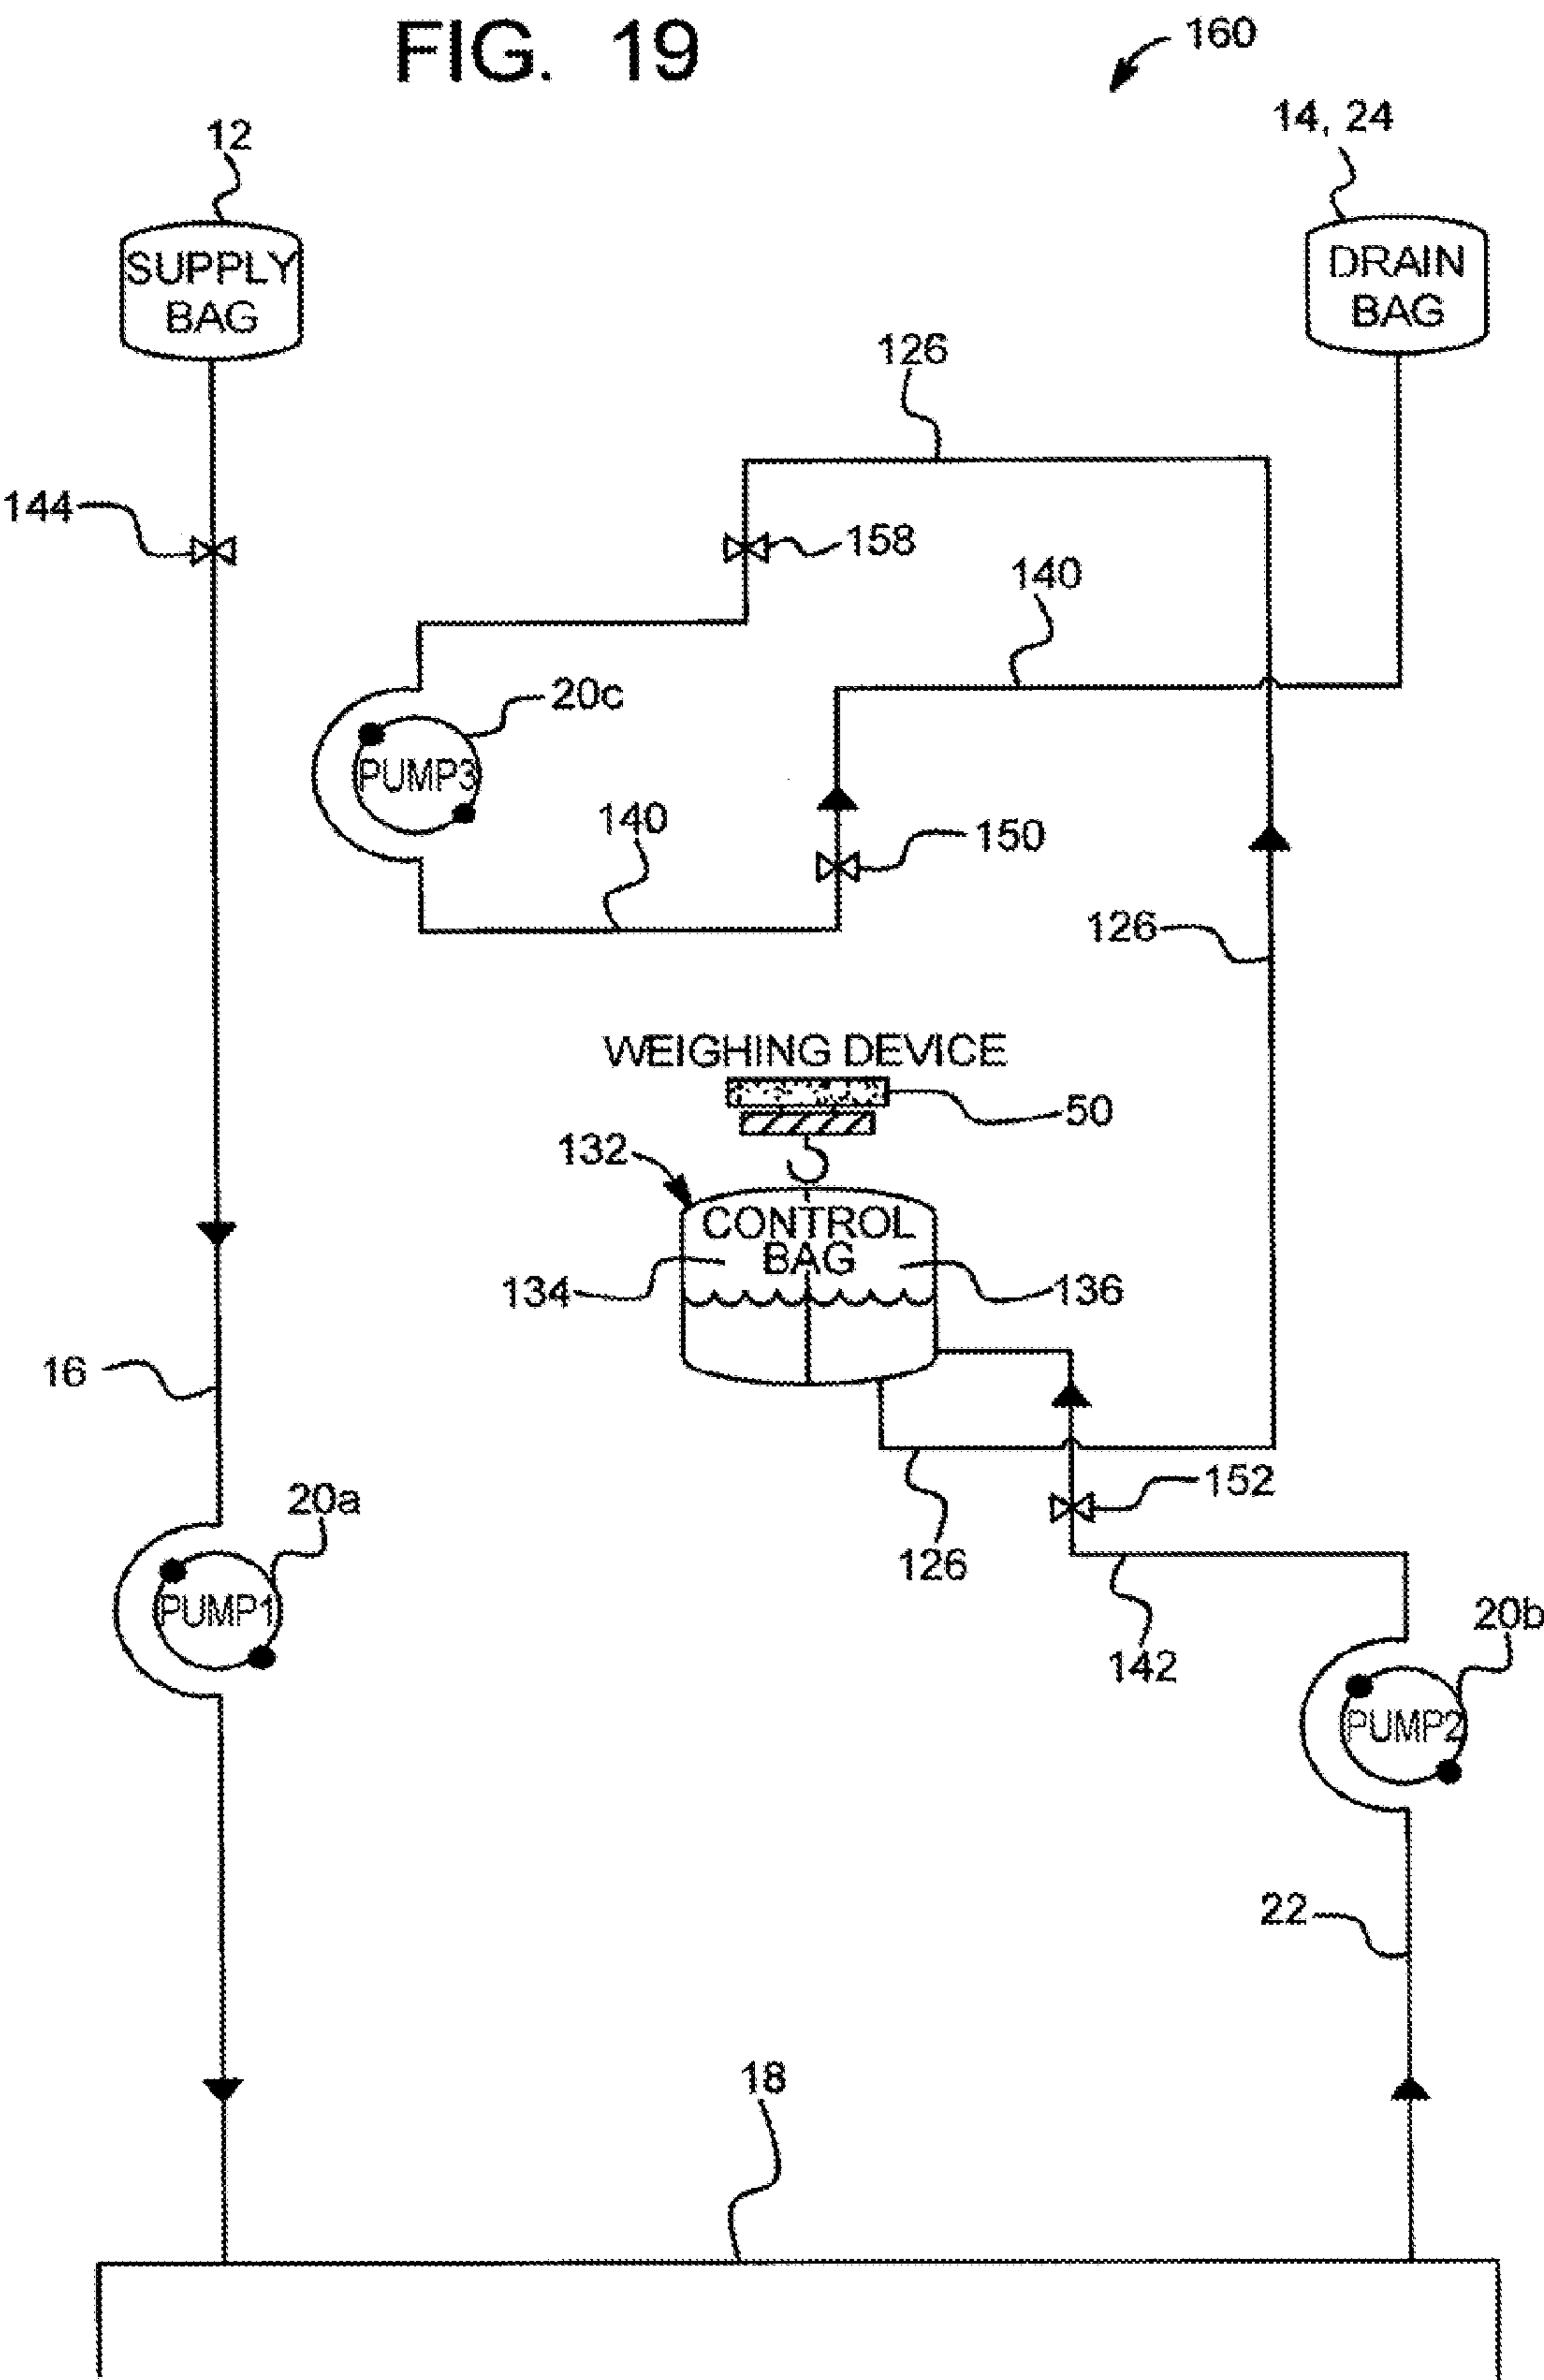 FIG. 19
160
12
14, 24
SUPPLY
BAG
DRAIN
BAG
126
144
158
140
20c
PUMP3
140
150
126
WEIGHING DEVICE
50
132
CONTROL
BAG
134
136
16
20a
152
126
PUMP1
142
20b
PUMP2
22
18